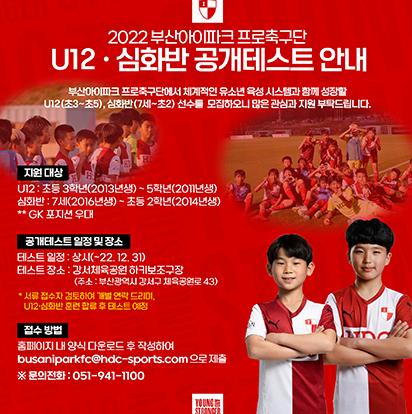 2022 부산아이파크 프로축구단
U12 · 심화반 공개테스트 안내
부산아이파크 프로축구단에서 체계적인 유소년 육성 시스템과 함께 성장할
U12(초3~초5), 심화반(7세~초2) 선수를 모집하오니 많은 관심과 지원 부탁드립니다.
지원 대상
U12 : 초등 3학년(2013년생) ~ 5학년(2011년생)
심화반 : 7세(2016년생) ~ 초등 2학년(2014년생)
** GK 포지션 우대
공개테스트 일정 및 장소
테스트 일정 : 상시(~22. 12. 31)
테스트 장소 : 강서체육공원 하키보조구장
(주소 : 부산광역시 강서구 체육공원로 43)
* 서류 접수자 검토하여 개별 연락 드리며,
U12·심화반 훈련 합류 후 테스트 예정
접수 방법
홈페이지 내 양식 다운로드 후 작성하여
busaniparkfc@hdc-sports.com 으로 제출
※ 문의전화 : 051-941-1100
YOUNG
STRONGER